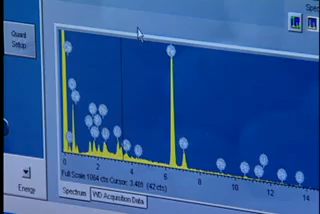 Spec
Quant
Setup
0 2 4 6 8 10 12 14
Full Scale 1064 cts Cursor: 3.481 (42 cts)
Energy
Spectrum WD Acquisition Data